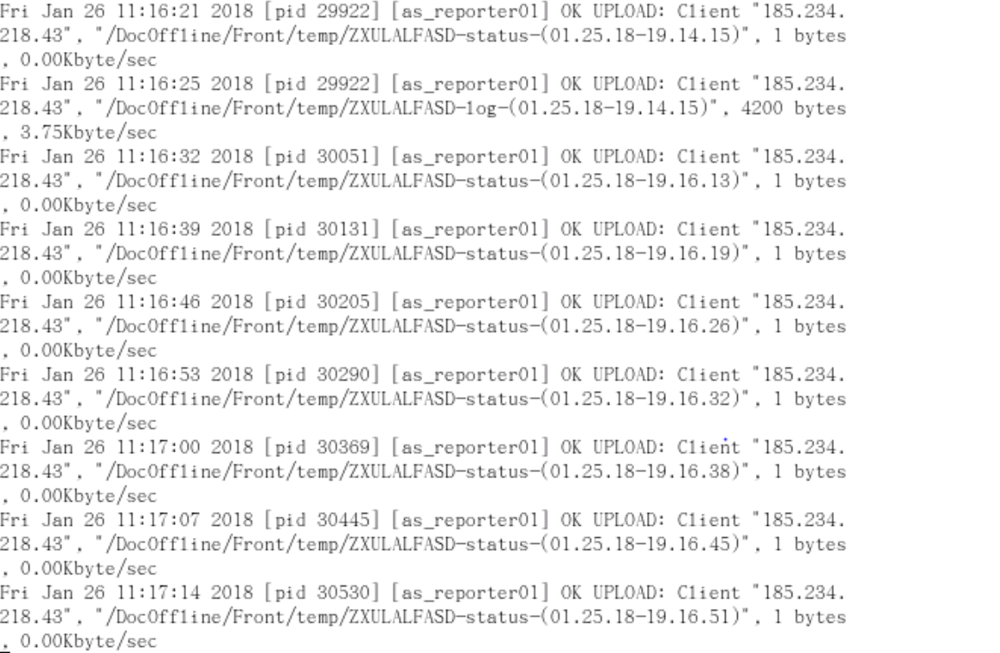 Fri Jan 26 11:16:21 2018 [pid 29922] [as_reporter01] OK UPLOAD: Client "185.234.
218.43", "/DocOffline/Front/temp/ZXULALFASD-status-(01.25.18-19.14.15)", 1 bytes
, 0.00Kbyte/sec
Fri Jan 26 11:16:25 2018 [pid 29922] [as_reporter01] OK UPLOAD: Client "185.234.
218.43", "/DocOffline/Front/temp/ZXULALFASD-log-(01.25.18-19.14.15)", 4200 bytes
, 3.75Kbyte/sec
Fri Jan 26 11:16:32 2018 [pid 30051] [as_reporter01] OK UPLOAD: Client "185.234.
218.43", "/DocOffline/Front/temp/ZXULALFASD-status-(01.25.18-19.16.13)", 1 bytes
, 0.00Kbyte/sec
Fri Jan 26 11:16:39 2018 [pid 30131] [as_reporter01] OK UPLOAD: Client "185.234.
218.43", "/DocOffline/Front/temp/ZXULALFASD-status-(01.25.18-19.16.19)", 1 bytes
, 0.00Kbyte/sec
Fri Jan 26 11:16:46 2018 [pid 30205] [as_reporter01] OK UPLOAD: Client "185.234.
218.43", "/DocOffline/Front/temp/ZXULALFASD-status-(01.25.18-19.16.26)", 1 bytes
, 0.00Kbyte/sec
Fri Jan 26 11:16:53 2018 [pid 30290] [as_reporter01] OK UPLOAD: Client "185.234.
218.43", "/DocOffline/Front/temp/ZXULALFASD-status-(01.25.18-19.16.32)", 1 bytes
, 0.00Kbyte/sec
Fri Jan 26 11:17:00 2018 [pid 30369] [as_reporter01] OK UPLOAD: Client "185.234.
218.43", "/DocOffline/Front/temp/ZXULALFASD-status-(01.25.18-19.16.38)", 1 bytes
, 0.00Kbyte/sec
Fri Jan 26 11:17:07 2018 [pid 30445] [as_reporter01] OK UPLOAD: Client "185.234.
218.43", "/DocOffline/Front/temp/ZXULALFASD-status-(01.25.18-19.16.45)", 1 bytes
, 0.00Kbyte/sec
Fri Jan 26 11:17:14 2018 [pid 30530] [as_reporter01] OK UPLOAD: Client "185.234.
218.43", "/DocOffline/Front/temp/ZXULALFASD-status-(01.25.18-19.16.51)", 1 bytes
, 0.00Kbyte/sec